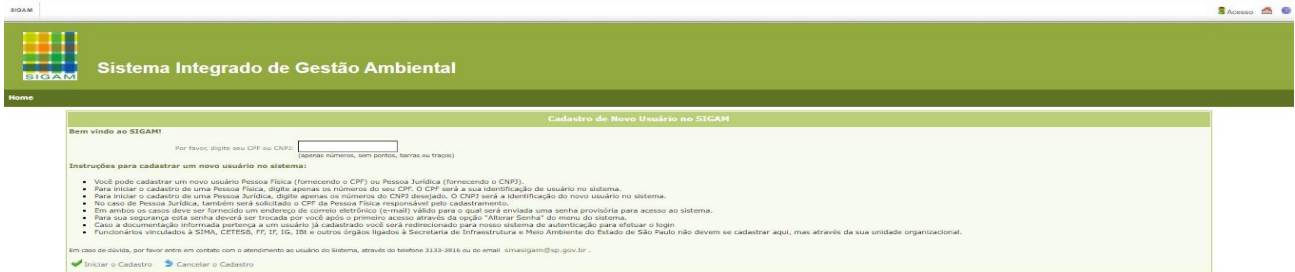 SIGAM
Acesso
SIGAM
Sistema Integrado de Gestão Ambiental
Home
Cadastro de Novo Usuário no SIGAM
Bem vindo ao SIGAM!
Por favor, digite seu CPF ou CNPJ:
(apenas números, sem pontos, barras ou traços)
Instruções para cadastrar um novo usuário no sistema:
Você pode cadastrar um novo usuário Pessoa Física (fornecendo o CPF) ou Pessoa Jurídica (fornecendo o CNPJ).
Para iniciar o cadastro de uma Pessoa Física, digite apenas os números do seu CPF. O CPF será a sua identificação de usuário no sistema.
Para iniciar o cadastro de uma Pessoa Jurídica, digite apenas os números do CNPJ desejado. O CNPJ será a identificação do novo usuário no sistema.
No caso de Pessoa Jurídica, também será solicitado o CPF da Pessoa Física responsável pelo cadastramento.
Em ambos os casos deve ser fornecido um endereço de correio eletrônico (e-mail) válido para o qual será enviada uma senha provisória para acesso ao sistema.
Para sua segurança esta senha deverá ser trocada por você após o primeiro acesso através da opção "Alterar Senha" do menu do sistema.
Caso a documentação informada pertença a um usuário já cadastrado você será redirecionado para nosso sistema de autenticação para efetuar o login
Funcionários vinculados à SIMA, CETESB, FF, IF, IG, IBt e outros órgãos ligados à Secretaria de Infraestrutura e Meio Ambiente do Estado de São Paulo não devem se cadastrar aqui, mas através da sua unidade organizacional.
Em caso de dúvida, por favor entre em contato com o atendimento ao usuário do Sistema, através do telefone 3133-3816 ou do email smasigam@sp.gov.br .
Iniciar o Cadastro Cancelar o Cadastro